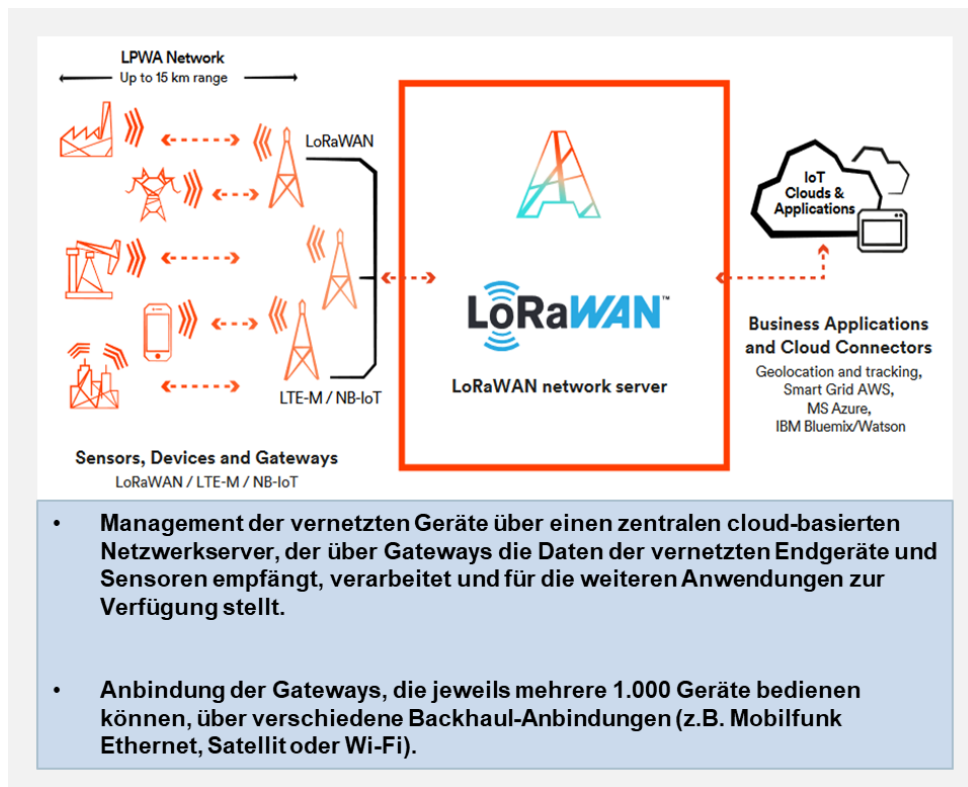 LPWA Network
Up to 15 km range
LoRaWAN
LTE-M / NB-IoT
Sensors, Devices and Gateways
LoRaWAN / LTE-M / NB-IoT
LoRaWAN™
LoRaWAN network server
IoT
Clouds &
Applications
Business Applications
and Cloud Connectors
Geolocation and tracking,
Smart Grid AWS,
MS Azure,
IBM Bluemix/Watson
• Management der vernetzten Geräte über einen zentralen cloud-basierten
Netzwerkserver, der über Gateways die Daten der vernetzten Endgeräte und
Sensoren empfängt, verarbeitet und für die weiteren Anwendungen zur
Verfügung stellt.
• Anbindung der Gateways, die jeweils mehrere 1.000 Geräte bedienen
können, über verschiedene Backhaul-Anbindungen (z.B. Mobilfunk
Ethernet, Satellit oder Wi-Fi).